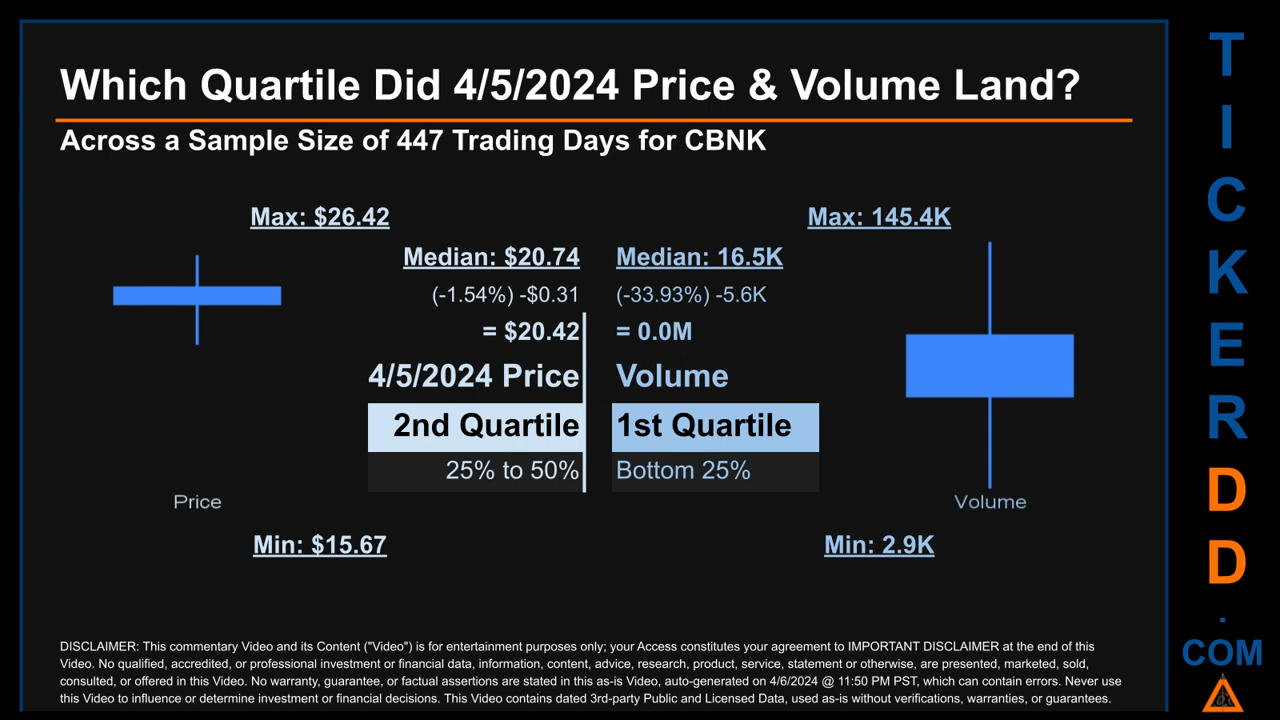 Which Quartile Did 4/5/2024 Price & Volume Land?
Across a Sample Size of 447 Trading Days for CBNK
Max: $26.42
Median: $20.74
(-1.54%) -$0.31
= $20.42
4/5/2024 Price
2nd Quartile
25% to 50%
Price
Min: $15.67
Max: 145.4K
Median: 16.5K
(-33.93%) -5.6K
= 0.0M
Volume
1st Quartile
Bottom 25%
Volume
Min: 2.9K
DISCLAIMER: This commentary Video and its Content ("Video") is for entertainment purposes only; your Access constitutes your agreement to IMPORTANT DISCLAIMER at the end of this
Video. No qualified, accredited, or professional investment or financial data, information, content, advice, research, product, service, statement or otherwise, are presented, marketed, sold,
consulted, or offered in this Video. No warranty, guarantee, or factual assertions are stated in this as-is Video, auto-generated on 4/6/2024 @ 11:50 PM PST, which can contain errors. Never use
this Video to influence or determine investment or financial decisions. This Video contains dated 3rd-party Public and Licensed Data, used as-is without verifications, warranties, or guarantees.
T
I
C
K
E
R
D
D
.
COM